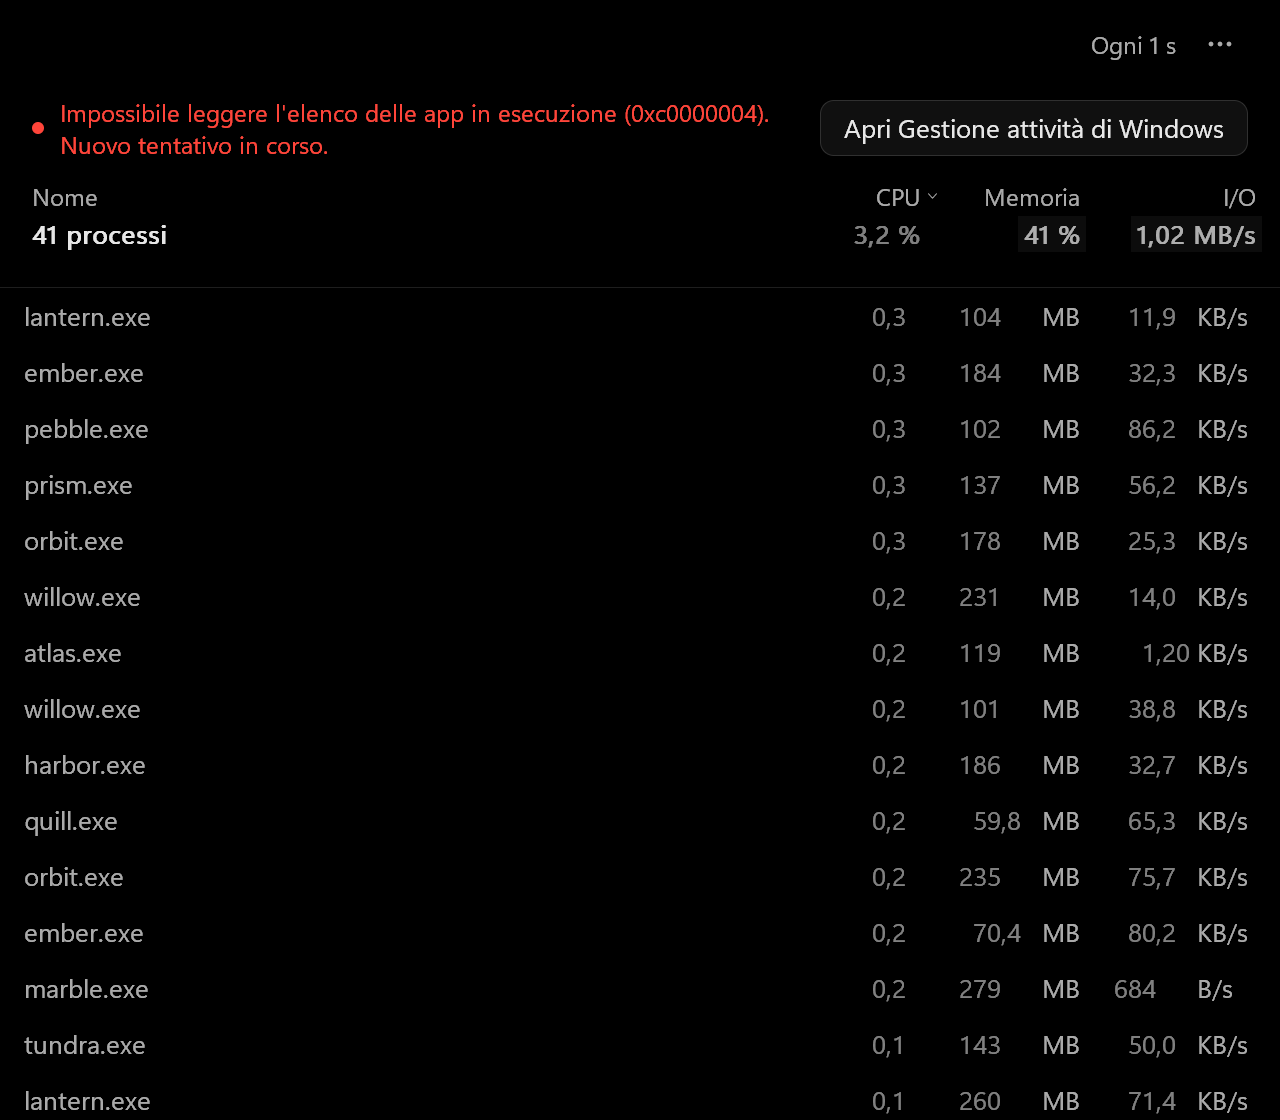 Ogni 1 s ···
Impossibile leggere l'elenco delle app in esecuzione (0xc0000004).
Nuovo tentativo in corso.
Apri Gestione attività di Windows
Nome CPU Memoria I/O
41 processi 3,2 % 41 % 1,02 MB/s
lantern.exe 0,3 104 MB 11,9 KB/s
ember.exe 0,3 184 MB 32,3 KB/s
pebble.exe 0,3 102 MB 86,2 KB/s
prism.exe 0,3 137 MB 56,2 KB/s
orbit.exe 0,3 178 MB 25,3 KB/s
willow.exe 0,2 231 MB 14,0 KB/s
atlas.exe 0,2 119 MB 1,20 KB/s
willow.exe 0,2 101 MB 38,8 KB/s
harbor.exe 0,2 186 MB 32,7 KB/s
quill.exe 0,2 59,8 MB 65,3 KB/s
orbit.exe 0,2 235 MB 75,7 KB/s
ember.exe 0,2 70,4 MB 80,2 KB/s
marble.exe 0,2 279 MB 684 B/s
tundra.exe 0,1 143 MB 50,0 KB/s
lantern.exe 0,1 260 MB 71,4 KB/s